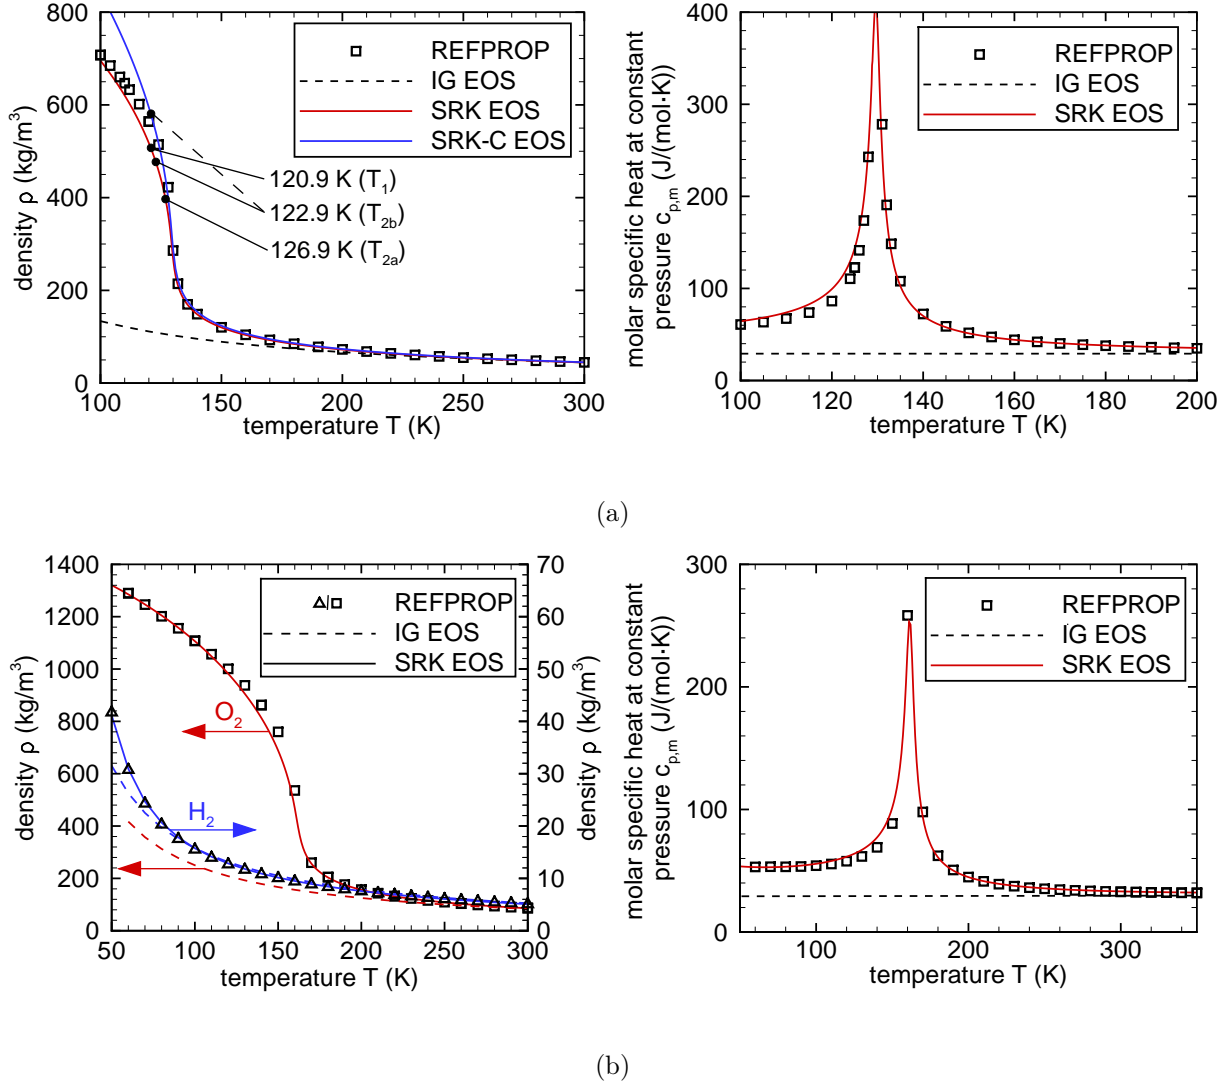 density ρ (kg/m³)
800
600
400
200
0
100
150
200
250
300
temperature T (K)
REFPROP
IG EOS
SRK EOS
SRK-C EOS
120.9 K (T₁)
122.9 K (T₂b)
126.9 K (T₂a)
molar specific heat at constant
pressure c_p,m (J/(mol·K))
400
300
200
100
0
100
120
140
160
180
200
temperature T (K)
REFPROP
IG EOS
SRK EOS
(a)
density ρ (kg/m³)
1400
1200
1000
800
600
400
200
0
50
100
150
200
250
300
temperature T (K)
70
60
50
40
30
20
10
0
density ρ (kg/m³)
REFPROP
IG EOS
SRK EOS
O₂
H₂
molar specific heat at constant
pressure c_p,m (J/(mol·K))
300
200
100
0
100
200
300
temperature T (K)
REFPROP
IG EOS
SRK EOS
(b)